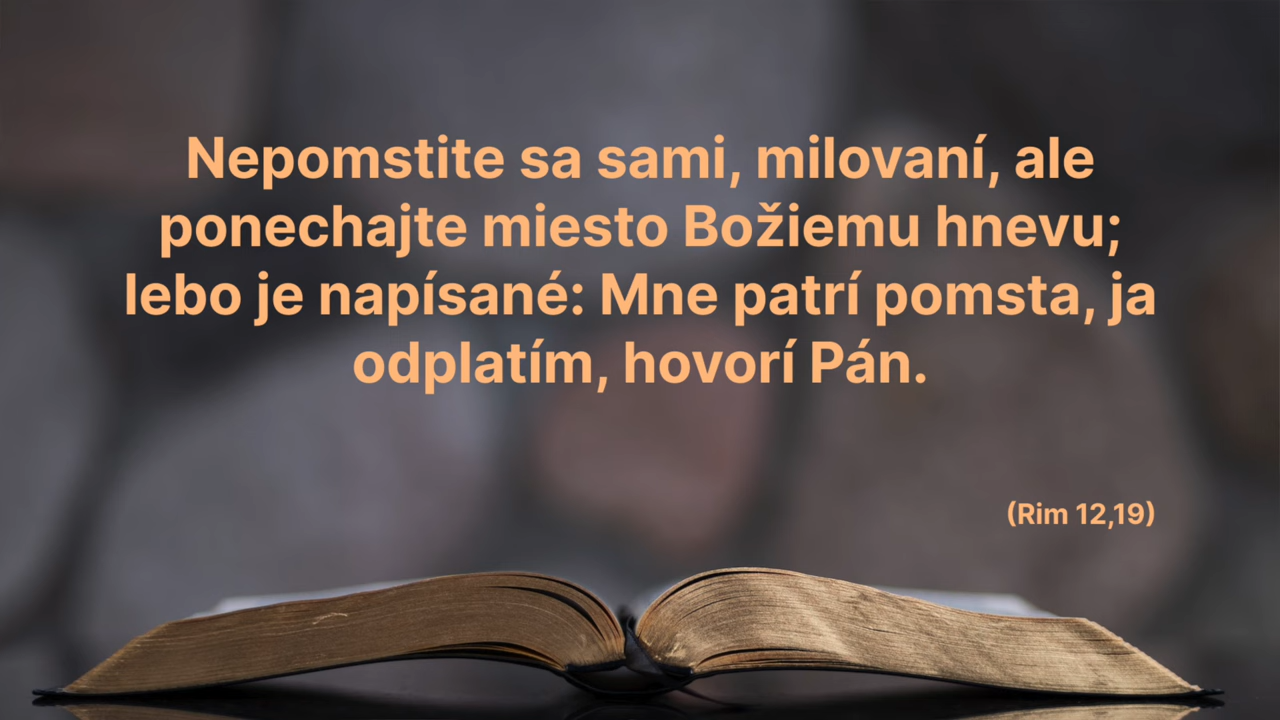 Nepomstite sa sami, milovaní, ale
ponechajte miesto Božiemu hnevu;
lebo je napísané: Mne patrí pomsta, ja
odplatím, hovorí Pán.
(Rim 12,19)